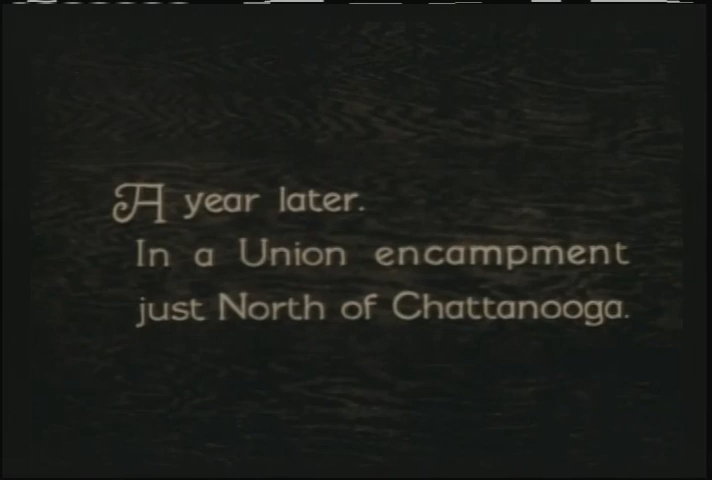 A year later.
In a Union encampment
just North of Chattanooga.